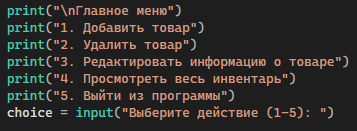 print("\nГлавное меню")
print("1. Добавить товар")
print("2. Удалить товар")
print("3. Редактировать информацию о товаре")
print("4. Просмотреть весь инвентарь")
print("5. Выйти из программы")
choice = input("Выберите действие (1-5): ")